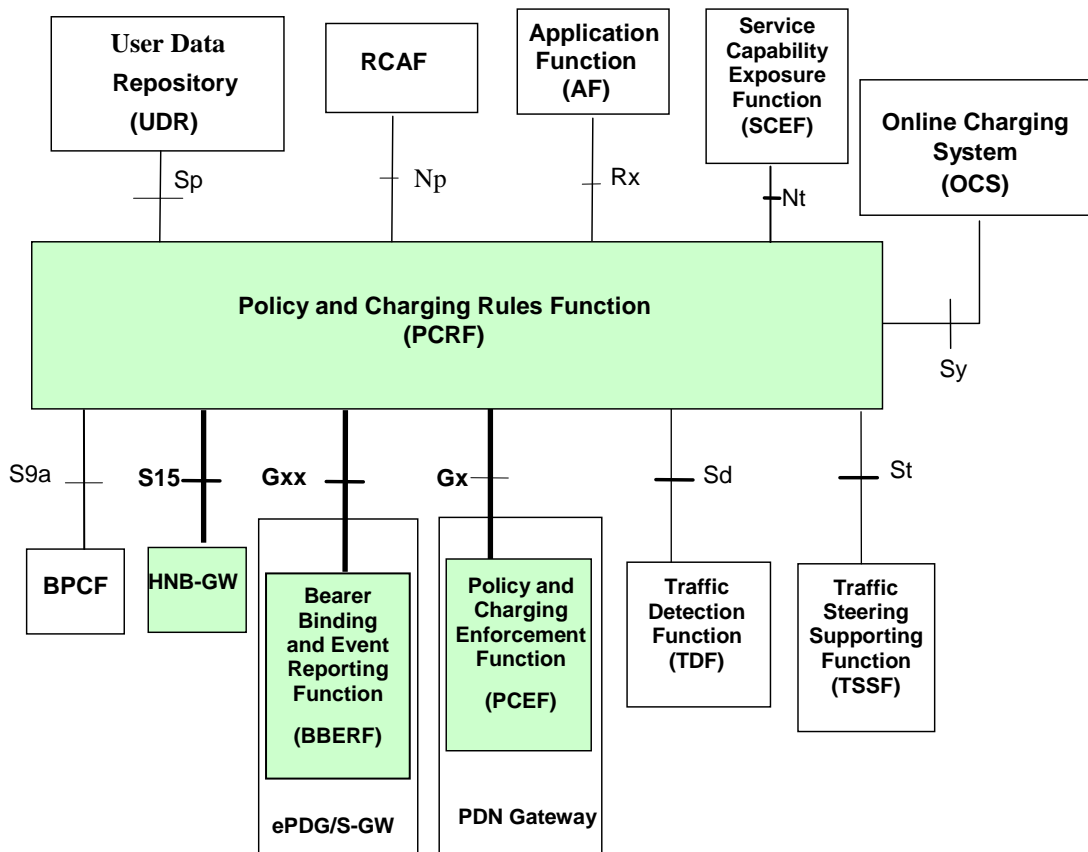 User Data
Repository
(UDR)
RCAF
Application
Function
(AF)
Service
Capability
Exposure
Function
(SCEF)
Online Charging
System
(OCS)
Sp
Np
Rx
Nt
Sy
Policy and Charging Rules Function
(PCRF)
S9a
S15
Gxx
Gx
Sd
St
BPCF
HNB-GW
Bearer
Binding
and Event
Reporting
Function
(BBERF)
ePDG/S-GW
Policy and
Charging
Enforcement
Function
(PCEF)
PDN Gateway
Traffic
Detection
Function
(TDF)
Traffic
Steering
Supporting
Function
(TSSF)